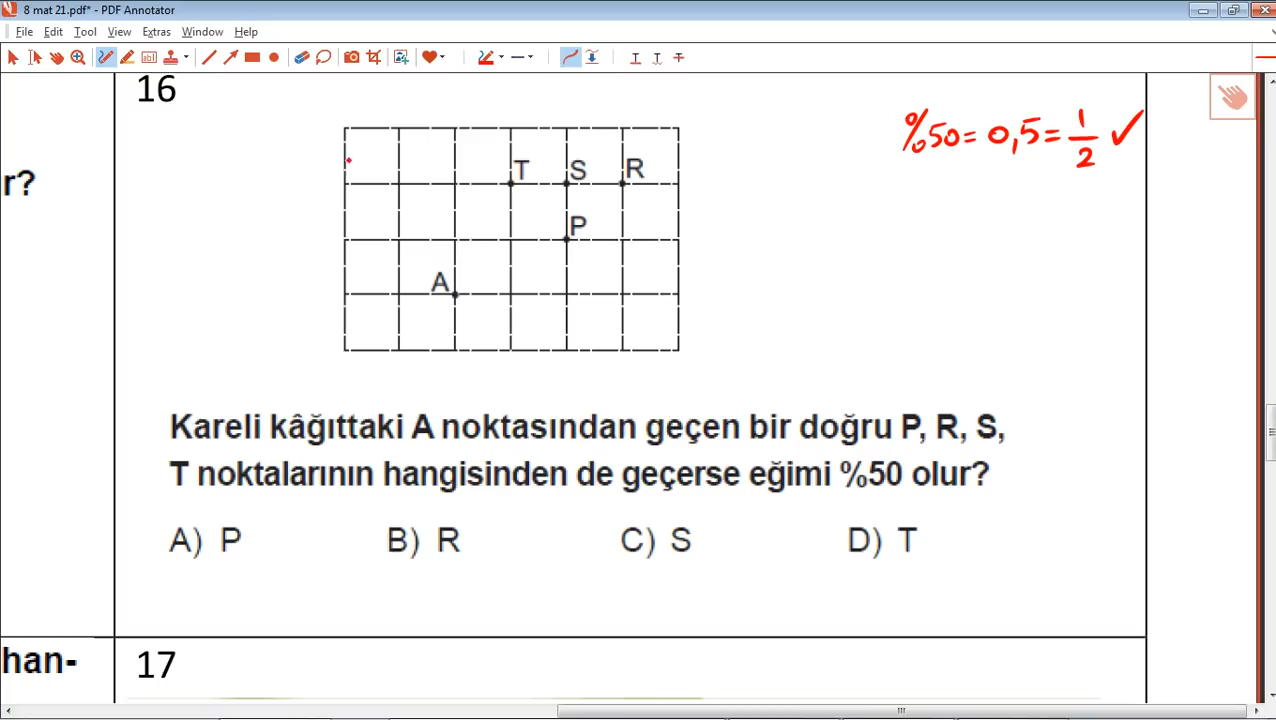 8 mat 21.pdf* - PDF Annotator
File Edit Tool View Extras Window Help
16
%50 = 0,5 = 1/2 ✓
r?
T S R
P
A
Kareli kâğıttaki A noktasından geçen bir doğru P, R, S,
T noktalarının hangisinden de geçerse eğimi %50 olur?
A) P B) R C) S D) T
han-
17